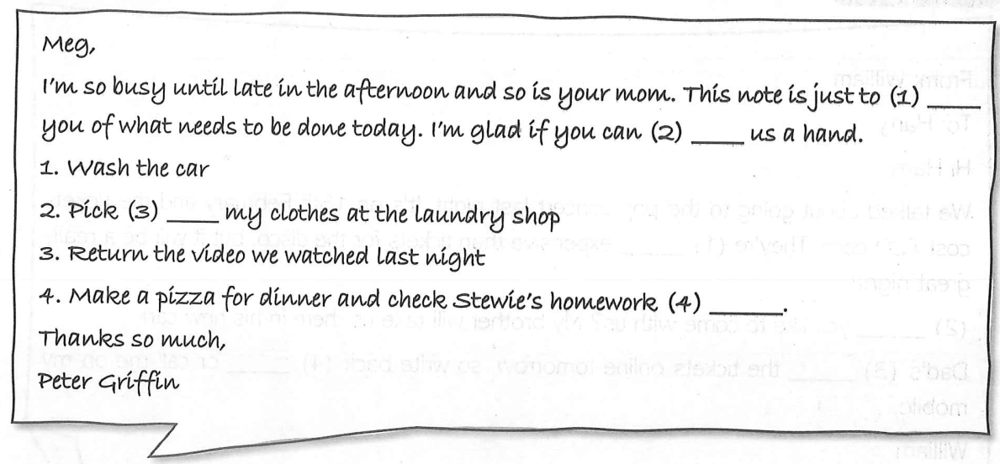 Meg,
I'm so busy until late in the afternoon and so is your mom. This note is just to (1) ____
you of what needs to be done today. I'm glad if you can (2) ____ us a hand.
1. Wash the car
2. Pick (3) ____ my clothes at the laundry shop
3. Return the video we watched last night
4. Make a pizza for dinner and check Stewie's homework (4) ____.
Thanks so much,
Peter Griffin